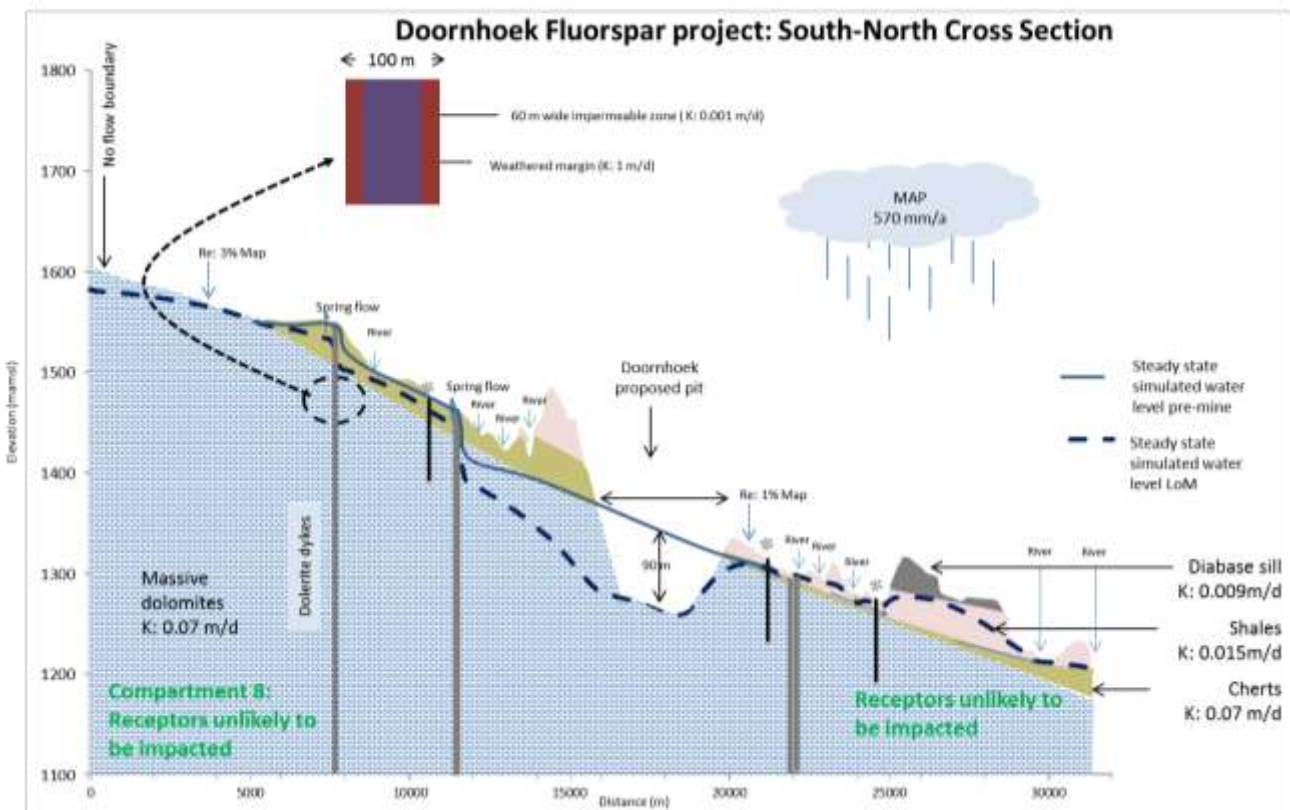 Doornhoek Fluorspar project: South-North Cross Section
1800
1700
1600
1500
1400
1300
1200
1100
Elevation (mamsl)
No flow boundary
100 m
60 m wide impermeable zone ( K: 0.001 m/d)
Weathered margin (K: 1 m/d)
MAP
570 mm/a
Re: 3% Map
Spring flow
River
Spring flow
River
River
River
Doornhoek
proposed pit
Re: 1% Map
River
River
River
River
River
90 m
Steady state
simulated water
level pre-mine
Steady state
simulated water
level LoM
Dolerite dykes
Massive
dolomites
K: 0.07 m/d
Diabase sill
K: 0.009m/d
Shales
K: 0.015m/d
Cherts
K: 0.07 m/d
Compartment 8:
Receptors unlikely to
be impacted
Receptors unlikely to
be impacted
0
5000
10000
15000
20000
25000
30000
Distance (m)